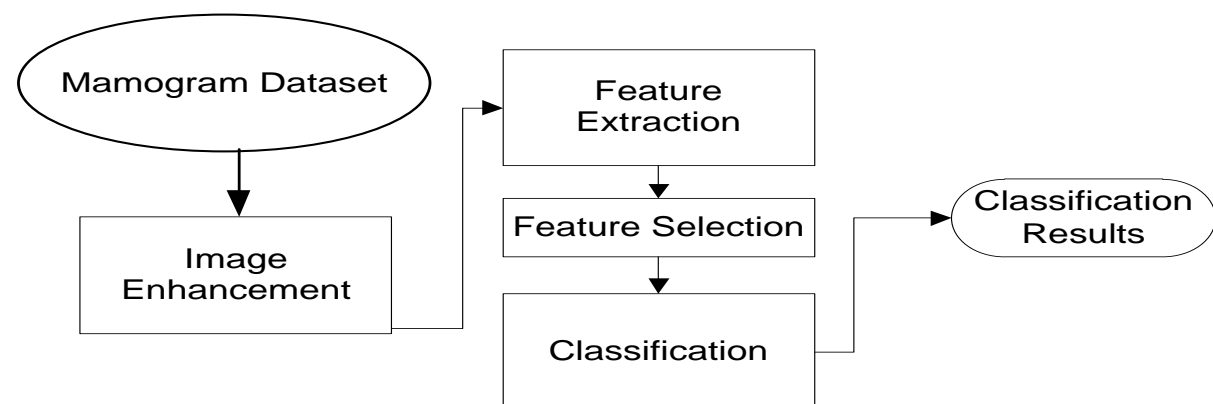 Mamogram Dataset
Image
Enhancement
Feature
Extraction
Feature Selection
Classification
Classification
Results